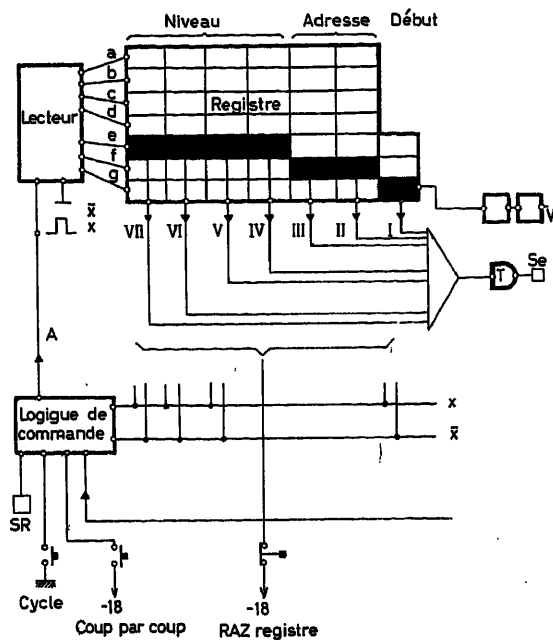 Niveau Adresse Début
a
b
c
d
e
f
g
Lecteur
Registre
x̄
x
VII VI V IV III II I
V
T
Se
A
Logigue de
commande
x
x̄
SR
Cycle
-18
Coup par coup
-18
RAZ registre